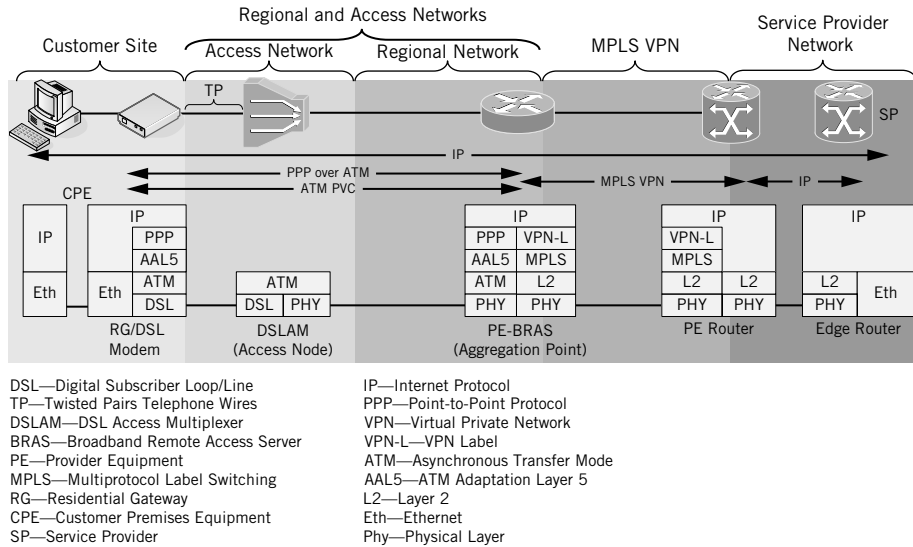 Regional and Access Networks
Service Provider
Network
Customer Site
Access Network
Regional Network
MPLS VPN
TP
SP
IP
PPP over ATM
ATM PVC
MPLS VPN
IP
CPE
IP
Eth
IP
PPP
AAL5
ATM
Eth
DSL
ATM
DSL
PHY
IP
PPP
VPN-L
AAL5
MPLS
ATM
L2
PHY
PHY
IP
VPN-L
MPLS
L2
L2
PHY
PHY
IP
L2
Eth
PHY
RG/DSL
Modem
DSLAM
(Access Node)
PE-BRAS
(Aggregation Point)
PE Router
Edge Router
DSL—Digital Subscriber Loop/Line
TP—Twisted Pairs Telephone Wires
DSLAM—DSL Access Multiplexer
BRAS—Broadband Remote Access Server
PE—Provider Equipment
MPLS—Multiprotocol Label Switching
RG—Residential Gateway
CPE—Customer Premises Equipment
SP—Service Provider
IP—Internet Protocol
PPP—Point-to-Point Protocol
VPN—Virtual Private Network
VPN-L—VPN Label
ATM—Asynchronous Transfer Mode
AAL5—ATM Adaptation Layer 5
L2—Layer 2
Eth—Ethernet
Phy—Physical Layer